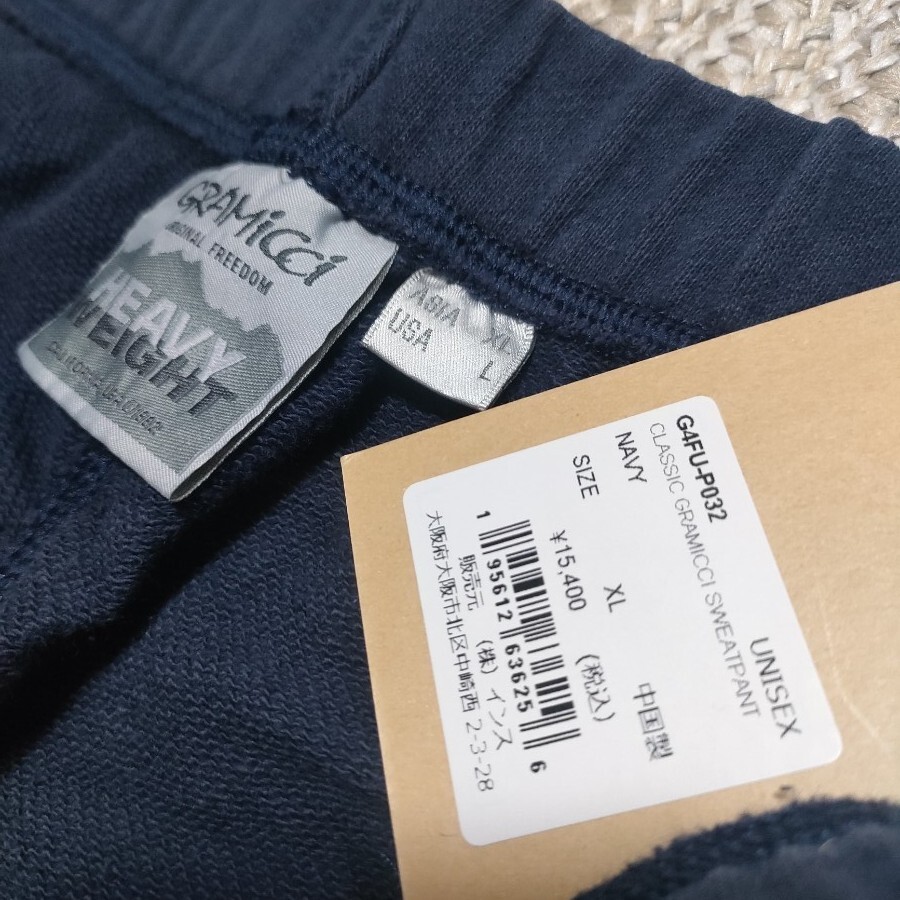 GRAMiCCi
ORIGINAL FREEDOM
HEAVY
WEIGHT
ASIA XL
USA L
UNISEX
G4FU-P032
CLASSIC GRAMICCI SWEATPANT
NAVY 中国製
SIZE XL
¥15,400 (税込)
1 95612 63625 6
販売元 (株) インス
大阪府大阪市北区中崎西 2-3-28